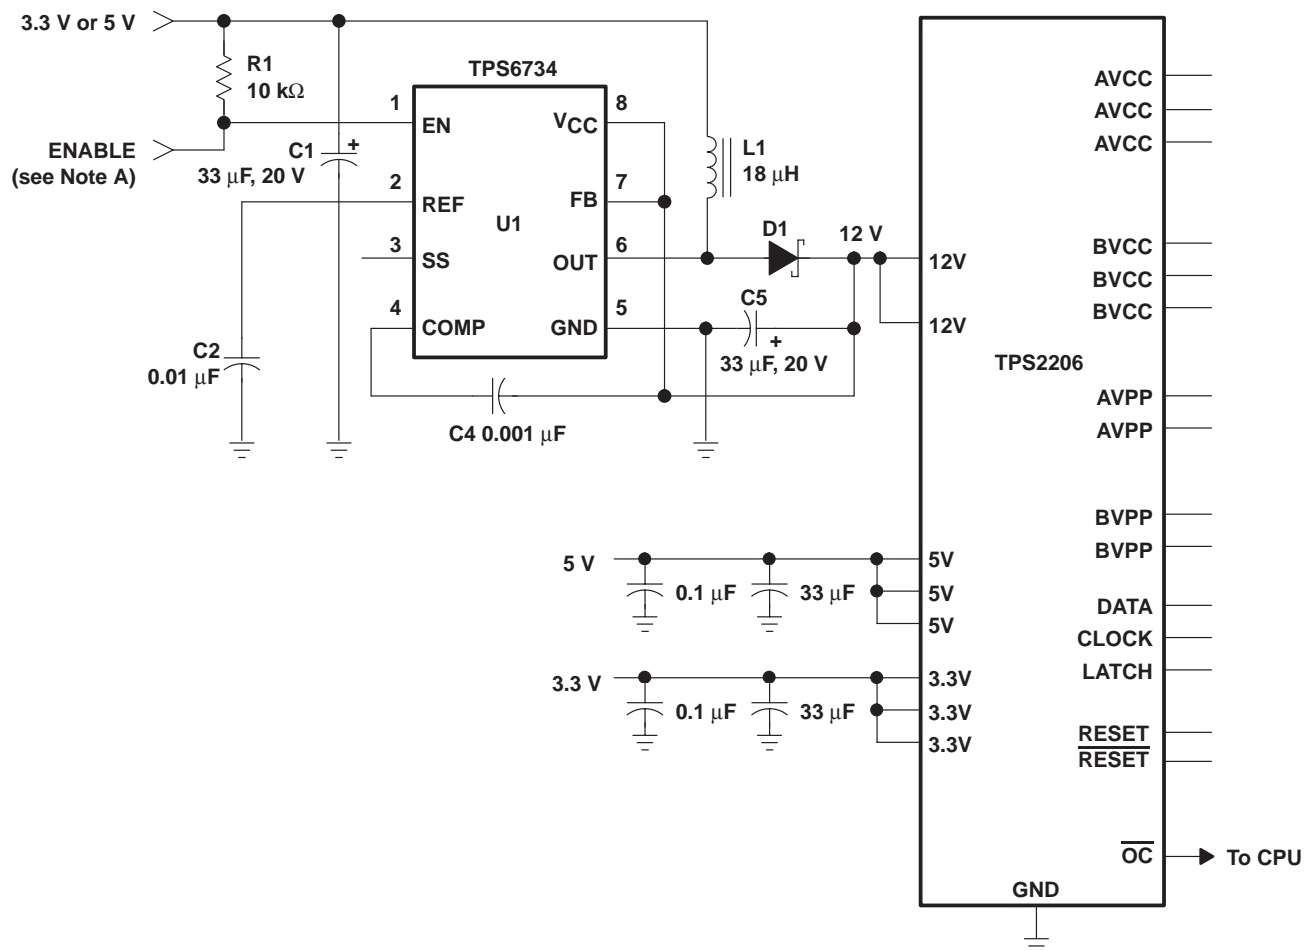 3.3 V or 5 V
R1
10 kΩ
ENABLE
(see Note A)
C1
33 μF, 20 V
+
TPS6734
1
EN
2
REF
3
SS
4
COMP
U1
8
VCC
7
FB
6
OUT
5
GND
C2
0.01 μF
C4 0.001 μF
L1
18 μH
D1
12 V
C5
+
33 μF, 20 V
12V
12V
TPS2206
AVCC
AVCC
AVCC
BVCC
BVCC
BVCC
AVPP
AVPP
BVPP
BVPP
DATA
CLOCK
LATCH
RESET
RESET
OC
To CPU
5 V
0.1 μF
33 μF
5V
5V
5V
3.3 V
0.1 μF
33 μF
3.3V
3.3V
3.3V
GND